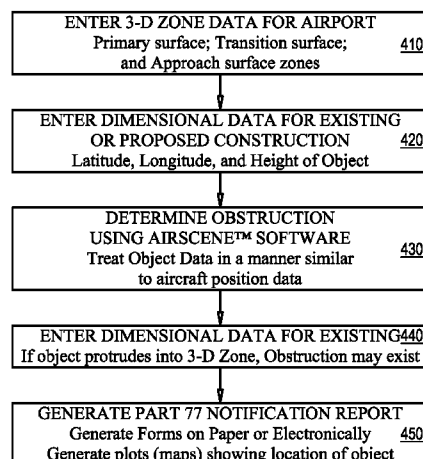 ENTER 3-D ZONE DATA FOR AIRPORT
Primary surface; Transition surface;
and Approach surface zones
410
ENTER DIMENSIONAL DATA FOR EXISTING
OR PROPOSED CONSTRUCTION
Latitude, Longitude, and Height of Object
420
DETERMINE OBSTRUCTION
USING AIRSCENE™ SOFTWARE
Treat Object Data in a manner similar
to aircraft position data
430
ENTER DIMENSIONAL DATA FOR EXISTING
440
If object protrudes into 3-D Zone, Obstruction may exist
GENERATE PART 77 NOTIFICATION REPORT
Generate Forms on Paper or Electronically
450
Generate plots (maps) showing location of object